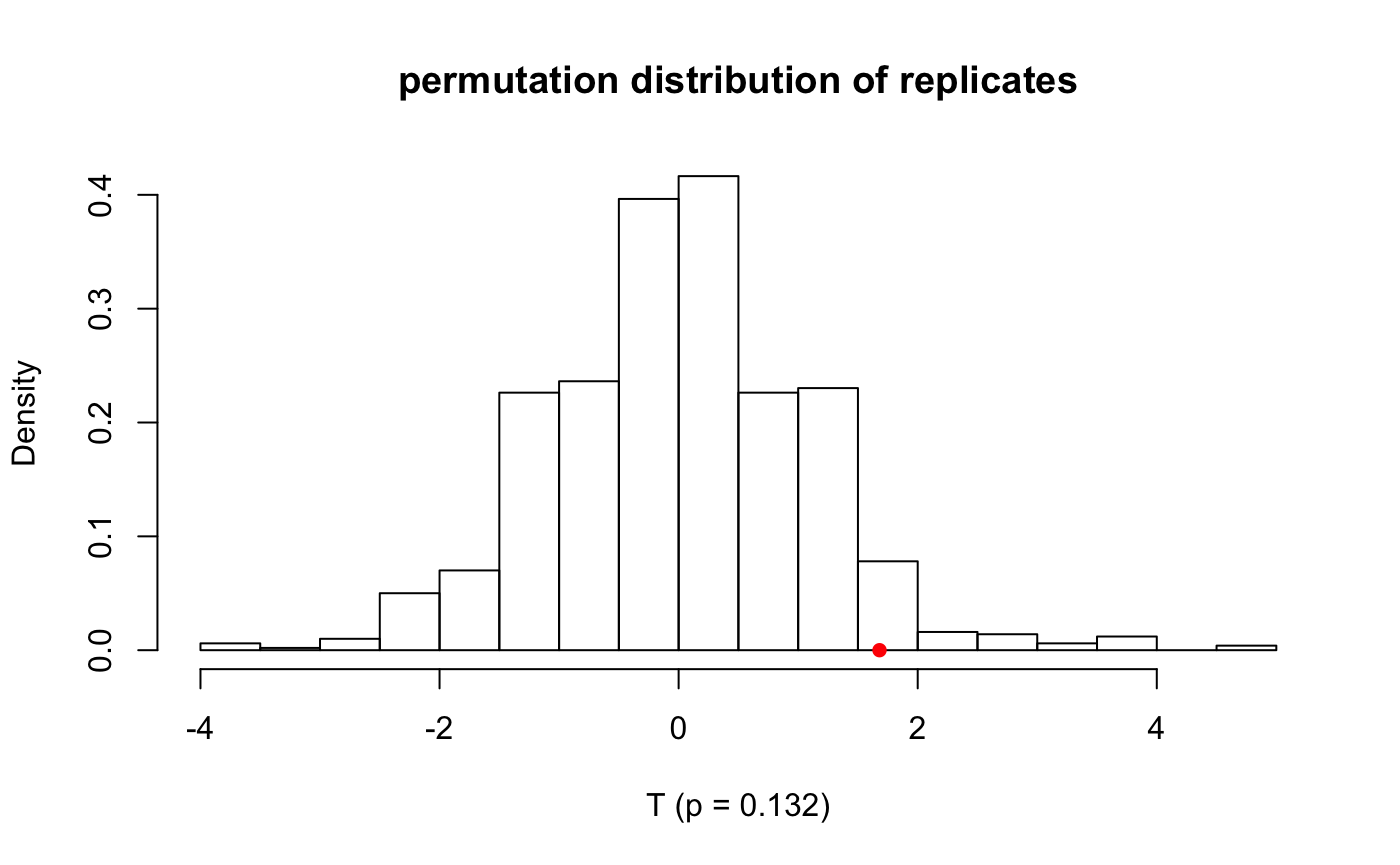 permutation distribution of replicates
Density
0.4
0.3
0.2
0.1
0.0
-4 -2 0 2 4
T (p = 0.132)